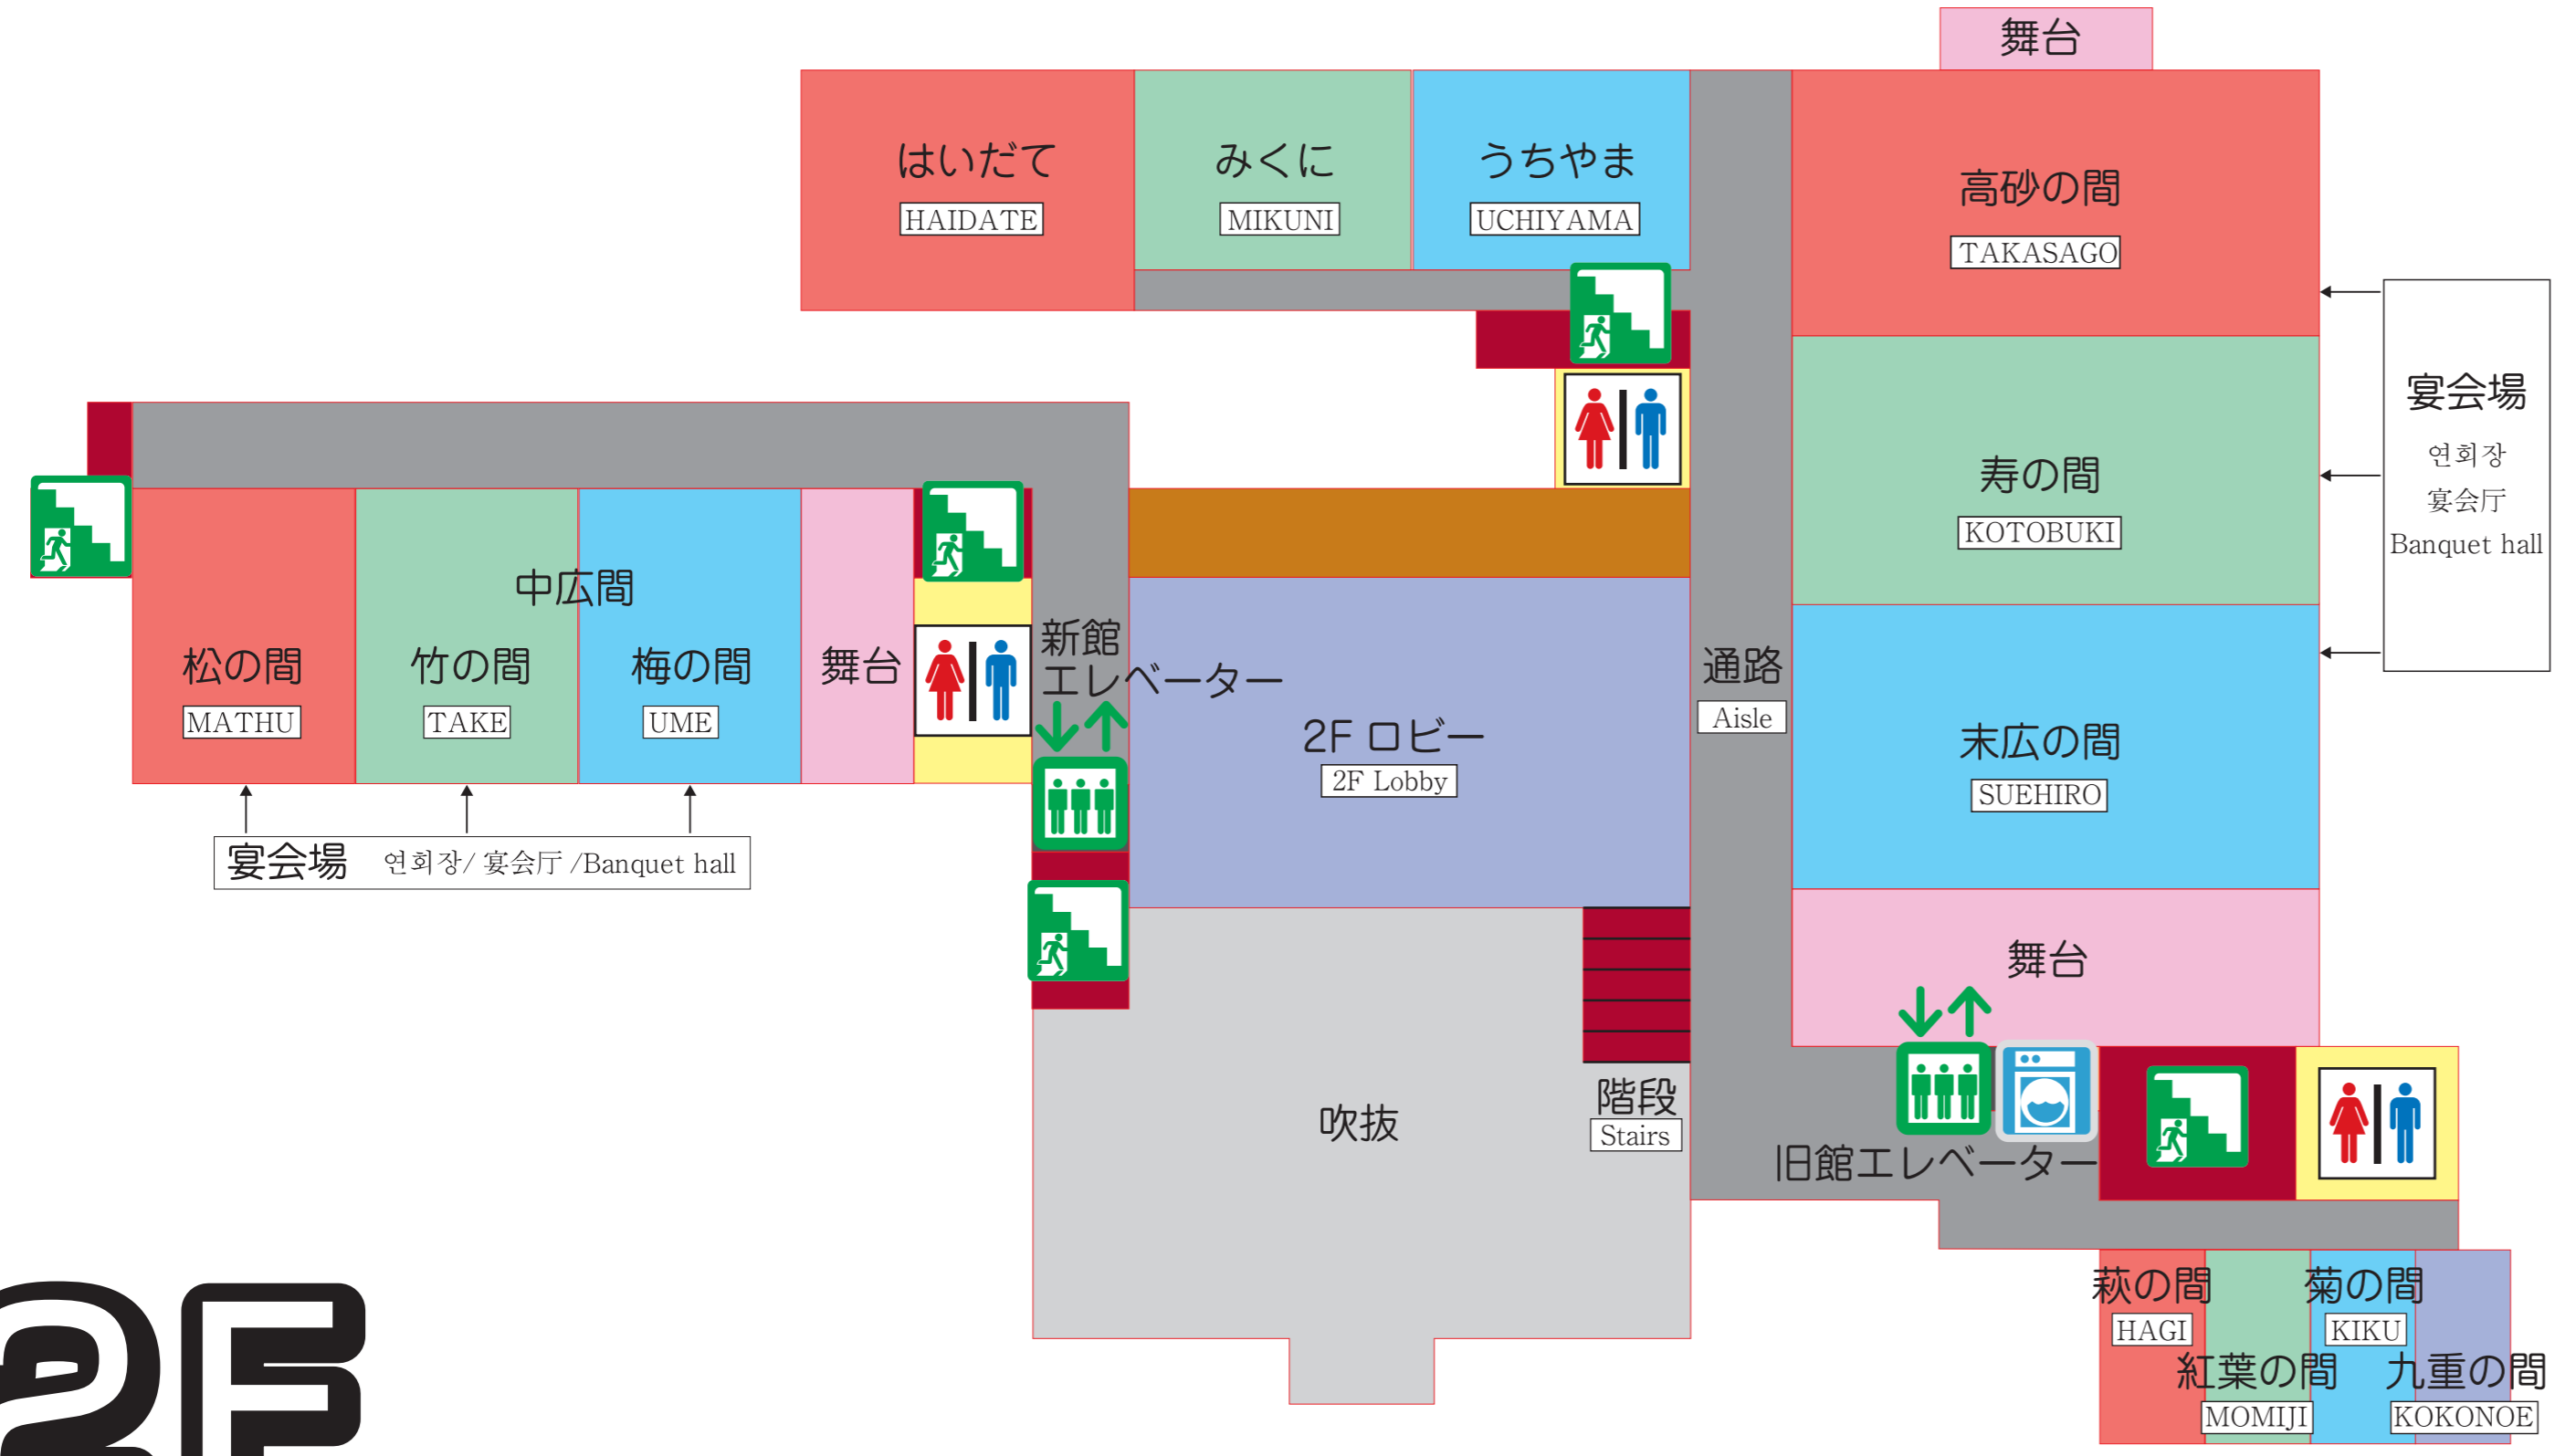 舞台
はいだて
HAIDATE
みくに
MIKUNI
うちやま
UCHIYAMA
高砂の間
TAKASAGO
寿の間
KOTOBUKI
末広の間
SUEHIRO
舞台
宴会場
연회장
宴会厅
Banquet hall
中広間
松の間
MATHU
竹の間
TAKE
梅の間
UME
舞台
宴会場 연회장/ 宴会厅 /Banquet hall
新館
エレベーター
2F ロビー
2F Lobby
通路
Aisle
吹抜
階段
Stairs
旧館エレベーター
萩の間
HAGI
紅葉の間
MOMIJI
菊の間
KIKU
九重の間
KOKONOE
2F